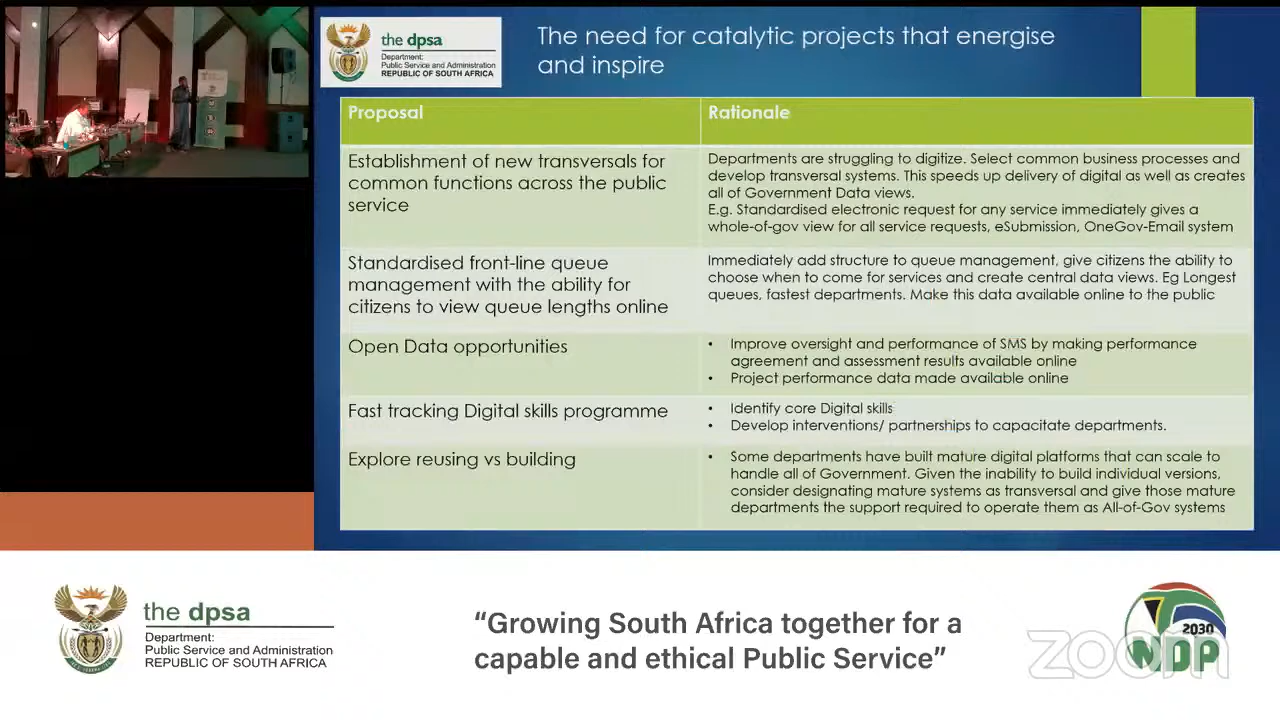 the dpsa
Department:
Public Service and Administration
REPUBLIC OF SOUTH AFRICA
The need for catalytic projects that energise
and inspire
Proposal
Rationale
Establishment of new transversals for
common functions across the public
service
Departments are struggling to digitize. Select common business processes and
develop transversal systems. This speeds up delivery of digital as well as creates
all of Government Data views.
E.g. Standardised electronic request for any service immediately gives a
whole-of-gov view for all service requests, eSubmission, OneGov-Email system
Standardised front-line queue
management with the ability for
citizens to view queue lengths online
Immediately add structure to queue management, give citizens the ability to
choose when to come for services and create central data views. Eg Longest
queues, fastest departments. Make this data available online to the public
Open Data opportunities
• Improve oversight and performance of SMS by making performance
agreement and assessment results available online
• Project performance data made available online
Fast tracking Digital skills programme
• Identify core Digital skills
• Develop interventions/ partnerships to capacitate departments.
Explore reusing vs building
• Some departments have built mature digital platforms that can scale to
handle all of Government. Given the inability to build individual versions,
consider designating mature systems as transversal and give those mature
departments the support required to operate them as All-of-Gov systems
the dpsa
Department:
Public Service and Administration
REPUBLIC OF SOUTH AFRICA
“Growing South Africa together for a
capable and ethical Public Service”
2030
NDP
zoom